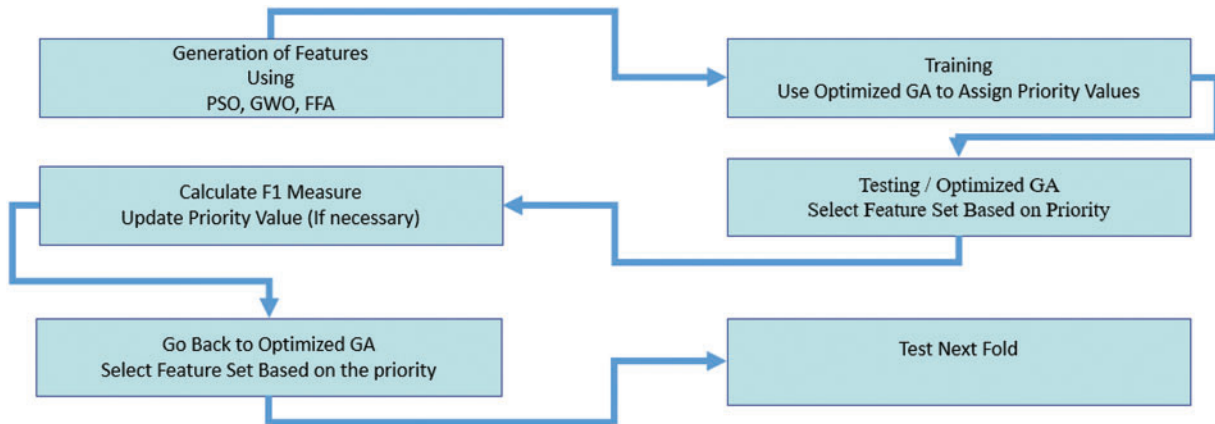 Generation of Features
Using
PSO, GWO, FFA
Training
Use Optimized GA to Assign Priority Values
Testing / Optimized GA
Select Feature Set Based on Priority
Calculate F1 Measure
Update Priority Value (If necessary)
Go Back to Optimized GA
Select Feature Set Based on the priority
Test Next Fold